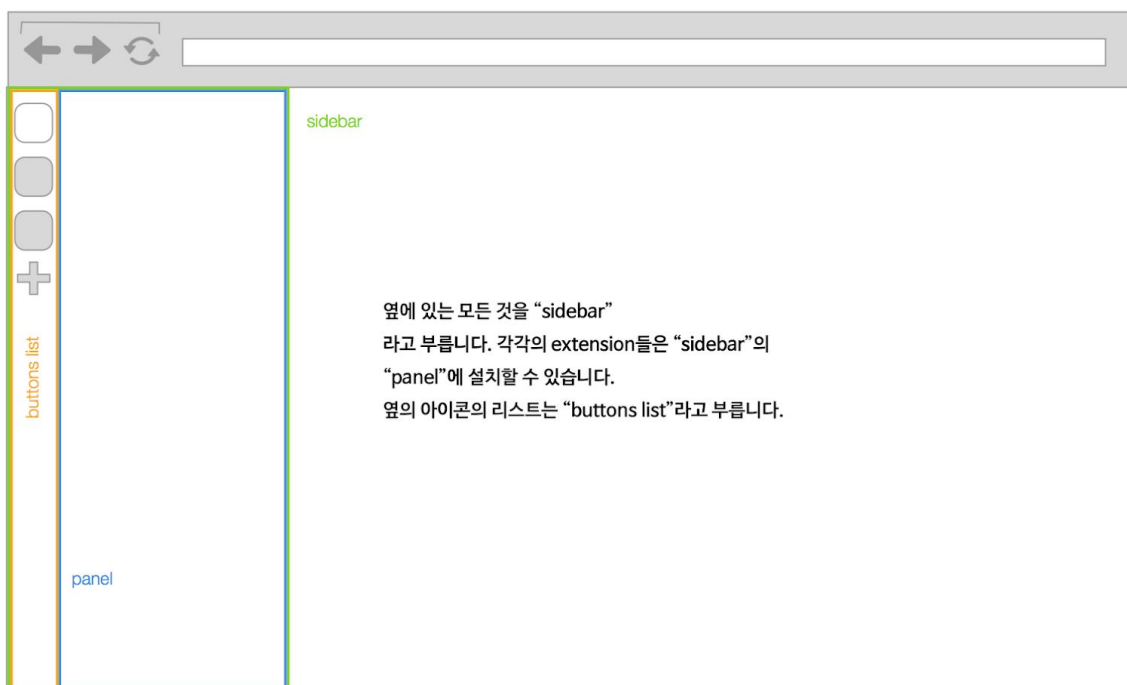 sidebar
옆에 있는 모든 것을 “sidebar”
라고 부릅니다. 각각의 extension들은 “sidebar”의
“panel”에 설치할 수 있습니다.
옆의 아이콘의 리스트는 “buttons list”라고 부릅니다.
buttons list
panel